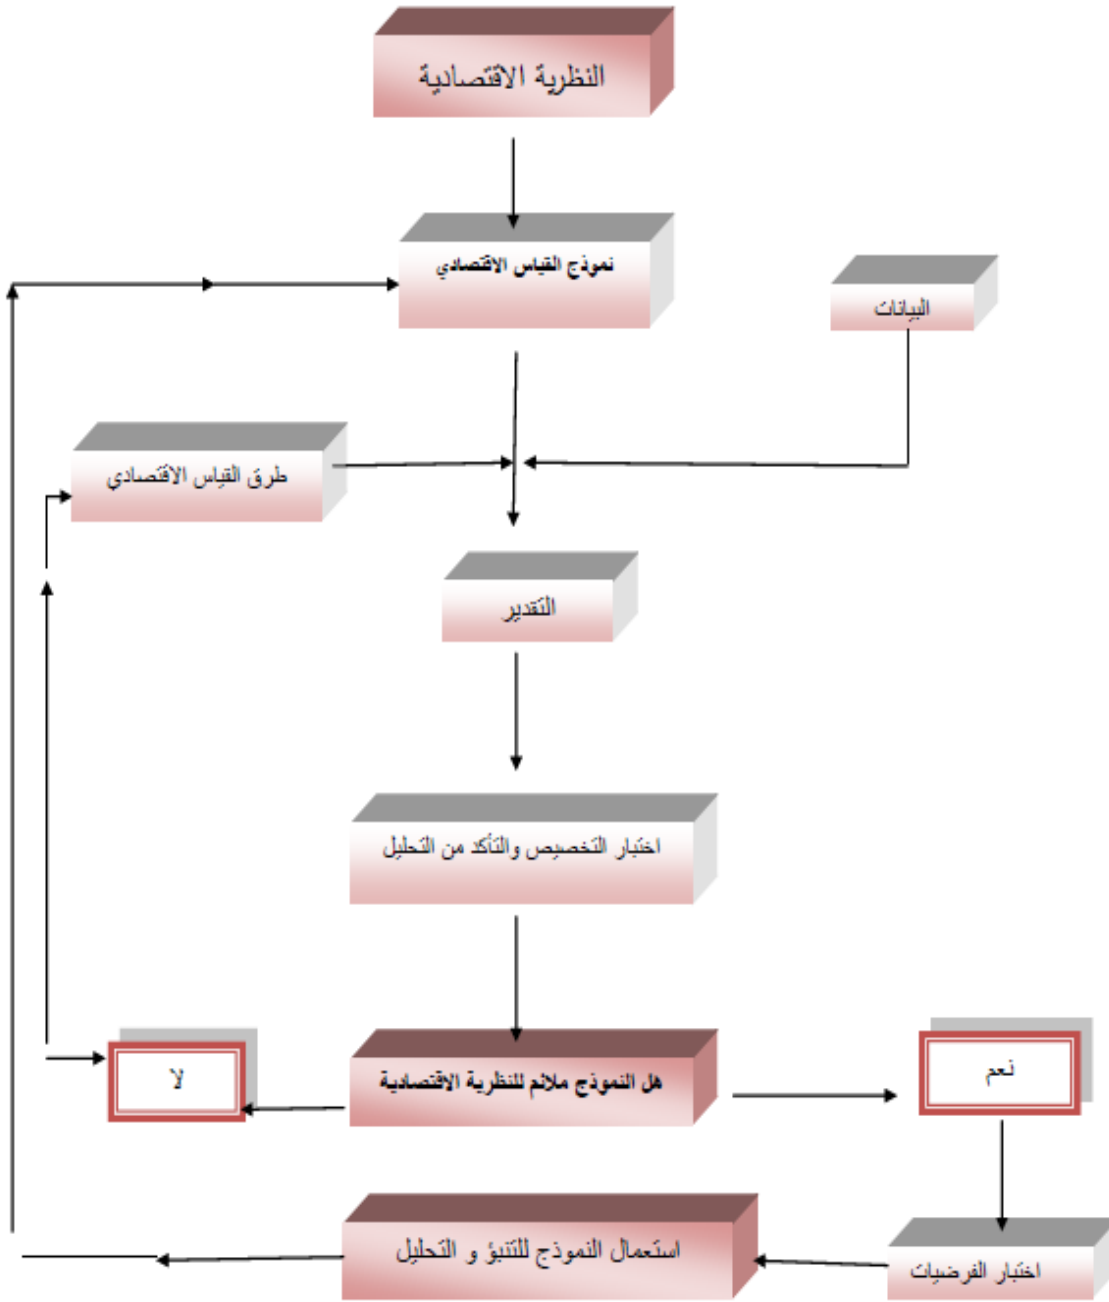 النظرية الاقتصادية
نموذج القياس الاقتصادي
البيانات
طرق القياس الاقتصادي
التقدير
اختبار التخصيص والتأكد من التحليل
هل النموذج ملائم للنظرية الاقتصادية
نعم
لا
استعمال النموذج للتنبؤ و التحليل
اختبار الفرضيات